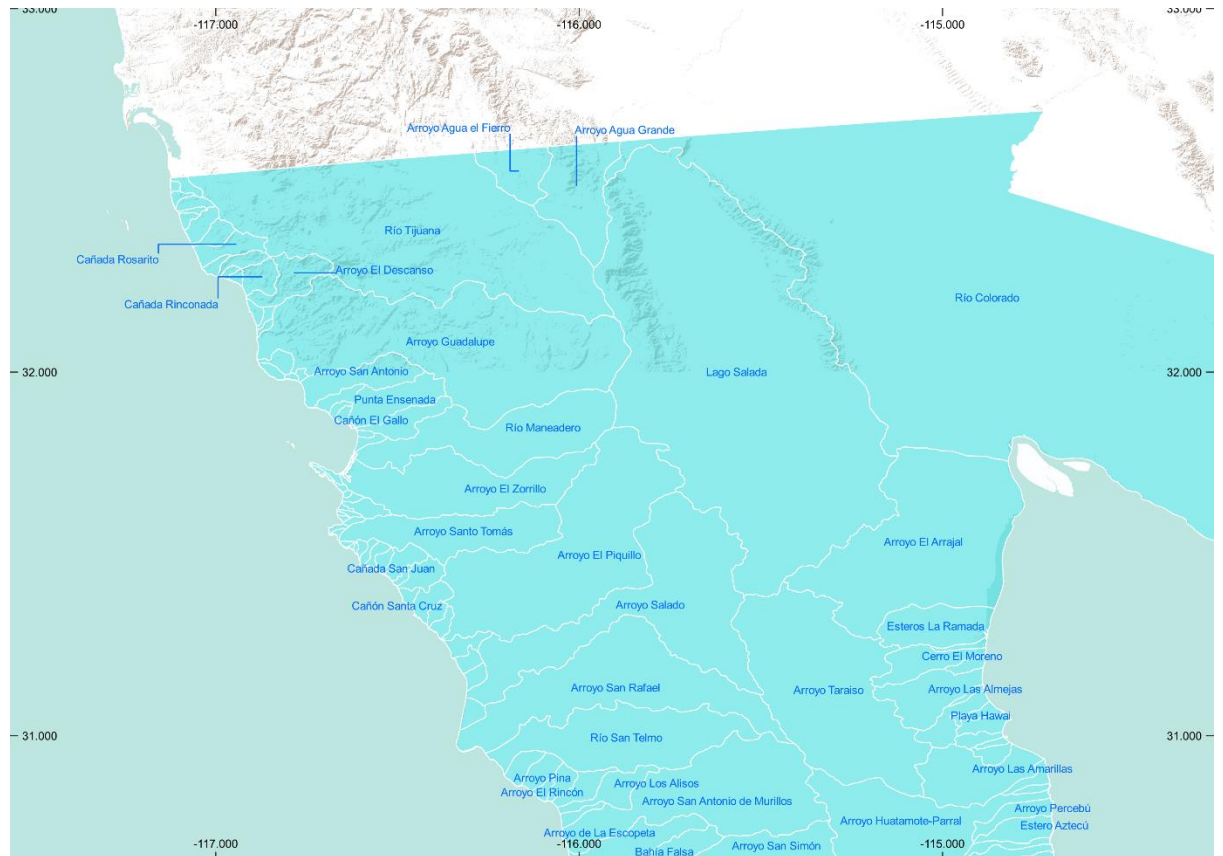 33.000
-117.000
-116.000
-115.000
33.000
Arroyo Agua el Fierro
Arroyo Agua Grande
Río Tijuana
Cañada Rosarito
Arroyo El Descanso
Cañada Rinconada
Río Colorado
Arroyo Guadalupe
32.000
Arroyo San Antonio
Lago Salada
32.000
Punta Ensenada
Cañón El Gallo
Río Maneadero
Arroyo El Zorrillo
Arroyo Santo Tomás
Arroyo El Piquillo
Arroyo El Arrajal
Cañada San Juan
Cañón Santa Cruz
Arroyo Salado
Esteros La Ramada
Cerro El Moreno
Arroyo San Rafael
Arroyo Taraiso
Arroyo Las Almejas
Playa Hawai
31.000
Río San Telmo
31.000
Arroyo Pina
Arroyo Los Alisos
Arroyo Las Amarillas
Arroyo El Rincón
Arroyo San Antonio de Murillos
Arroyo Percebú
Arroyo Huatamote-Parral
Estero Aztecú
Arroyo de La Escopeta
-117.000
-116.000
Arroyo San Simón
-115.000
Bahía Falsa